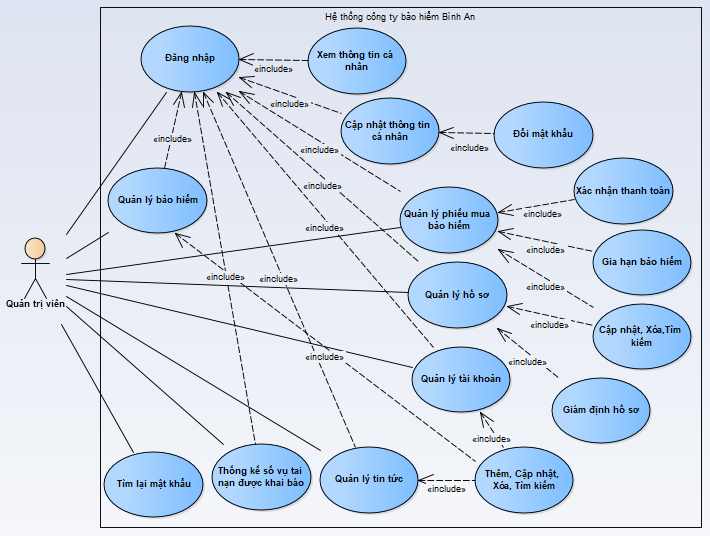 Hệ thống công ty bảo hiểm Bình An
Đăng nhập
Xem thông tin cá
nhân
«include»
«include»
Cập nhật thông tin
cá nhân
Đổi mật khẩu
«include»
«include»
«include»
Quản lý bảo hiểm
Xác nhận thanh toán
«include»
«include»
Quản lý phiếu mua
bảo hiểm
«include»
«include»
Gia hạn bảo hiểm
«include»
«include»
«include»
Quản lý hồ sơ
Quản trị viên
«include»
Cập nhật, Xóa,Tìm
kiếm
«include»
«include»
Quản lý tài khoản
Giám định hồ sơ
«include»
Tìm lại mật khẩu
Thống kê số vụ tai
nạn được khai báo
Quản lý tin tức
«include»
Thêm, Cập nhật,
Xóa, Tìm kiếm